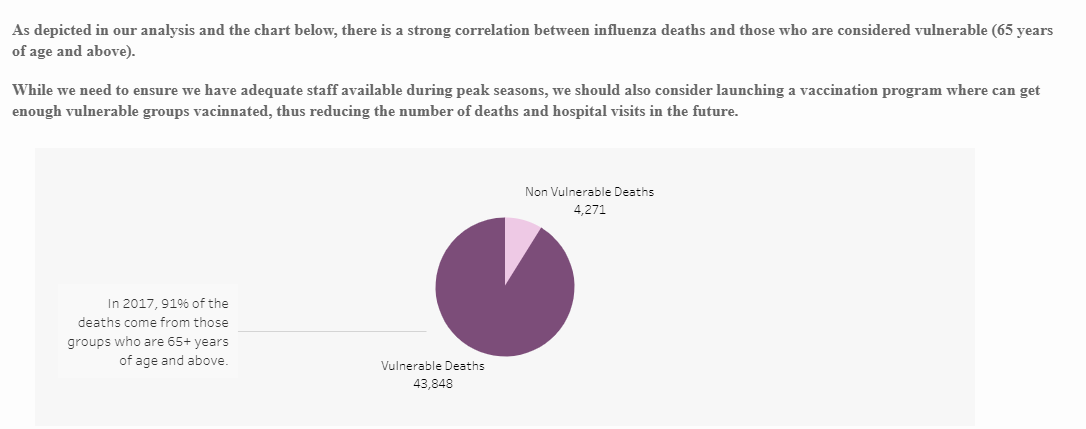 As depicted in our analysis and the chart below, there is a strong correlation between influenza deaths and those who are considered vulnerable (65 years
of age and above).
While we need to ensure we have adequate staff available during peak seasons, we should also consider launching a vaccination program where can get
enough vulnerable groups vacinnated, thus reducing the number of deaths and hospital visits in the future.
Non Vulnerable Deaths
4,271
In 2017, 91% of the
deaths come from those
groups who are 65+ years
of age and above.
Vulnerable Deaths
43,848